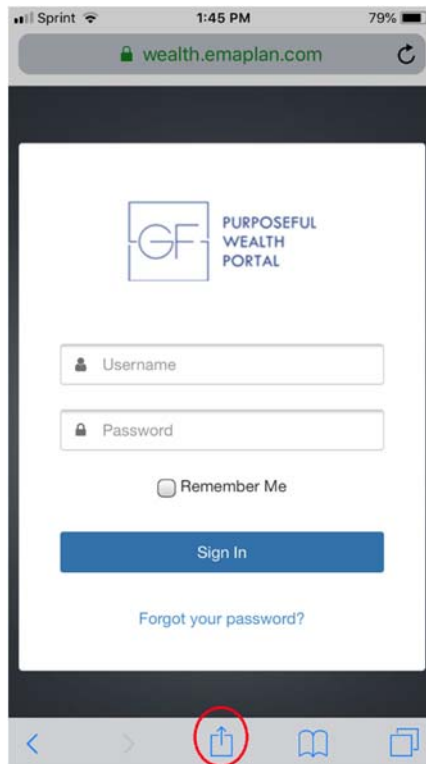 Sprint 1:45 PM 79%
wealth.emaplan.com
GF
PURPOSEFUL
WEALTH
PORTAL
Username
Password
Remember Me
Sign In
Forgot your password?